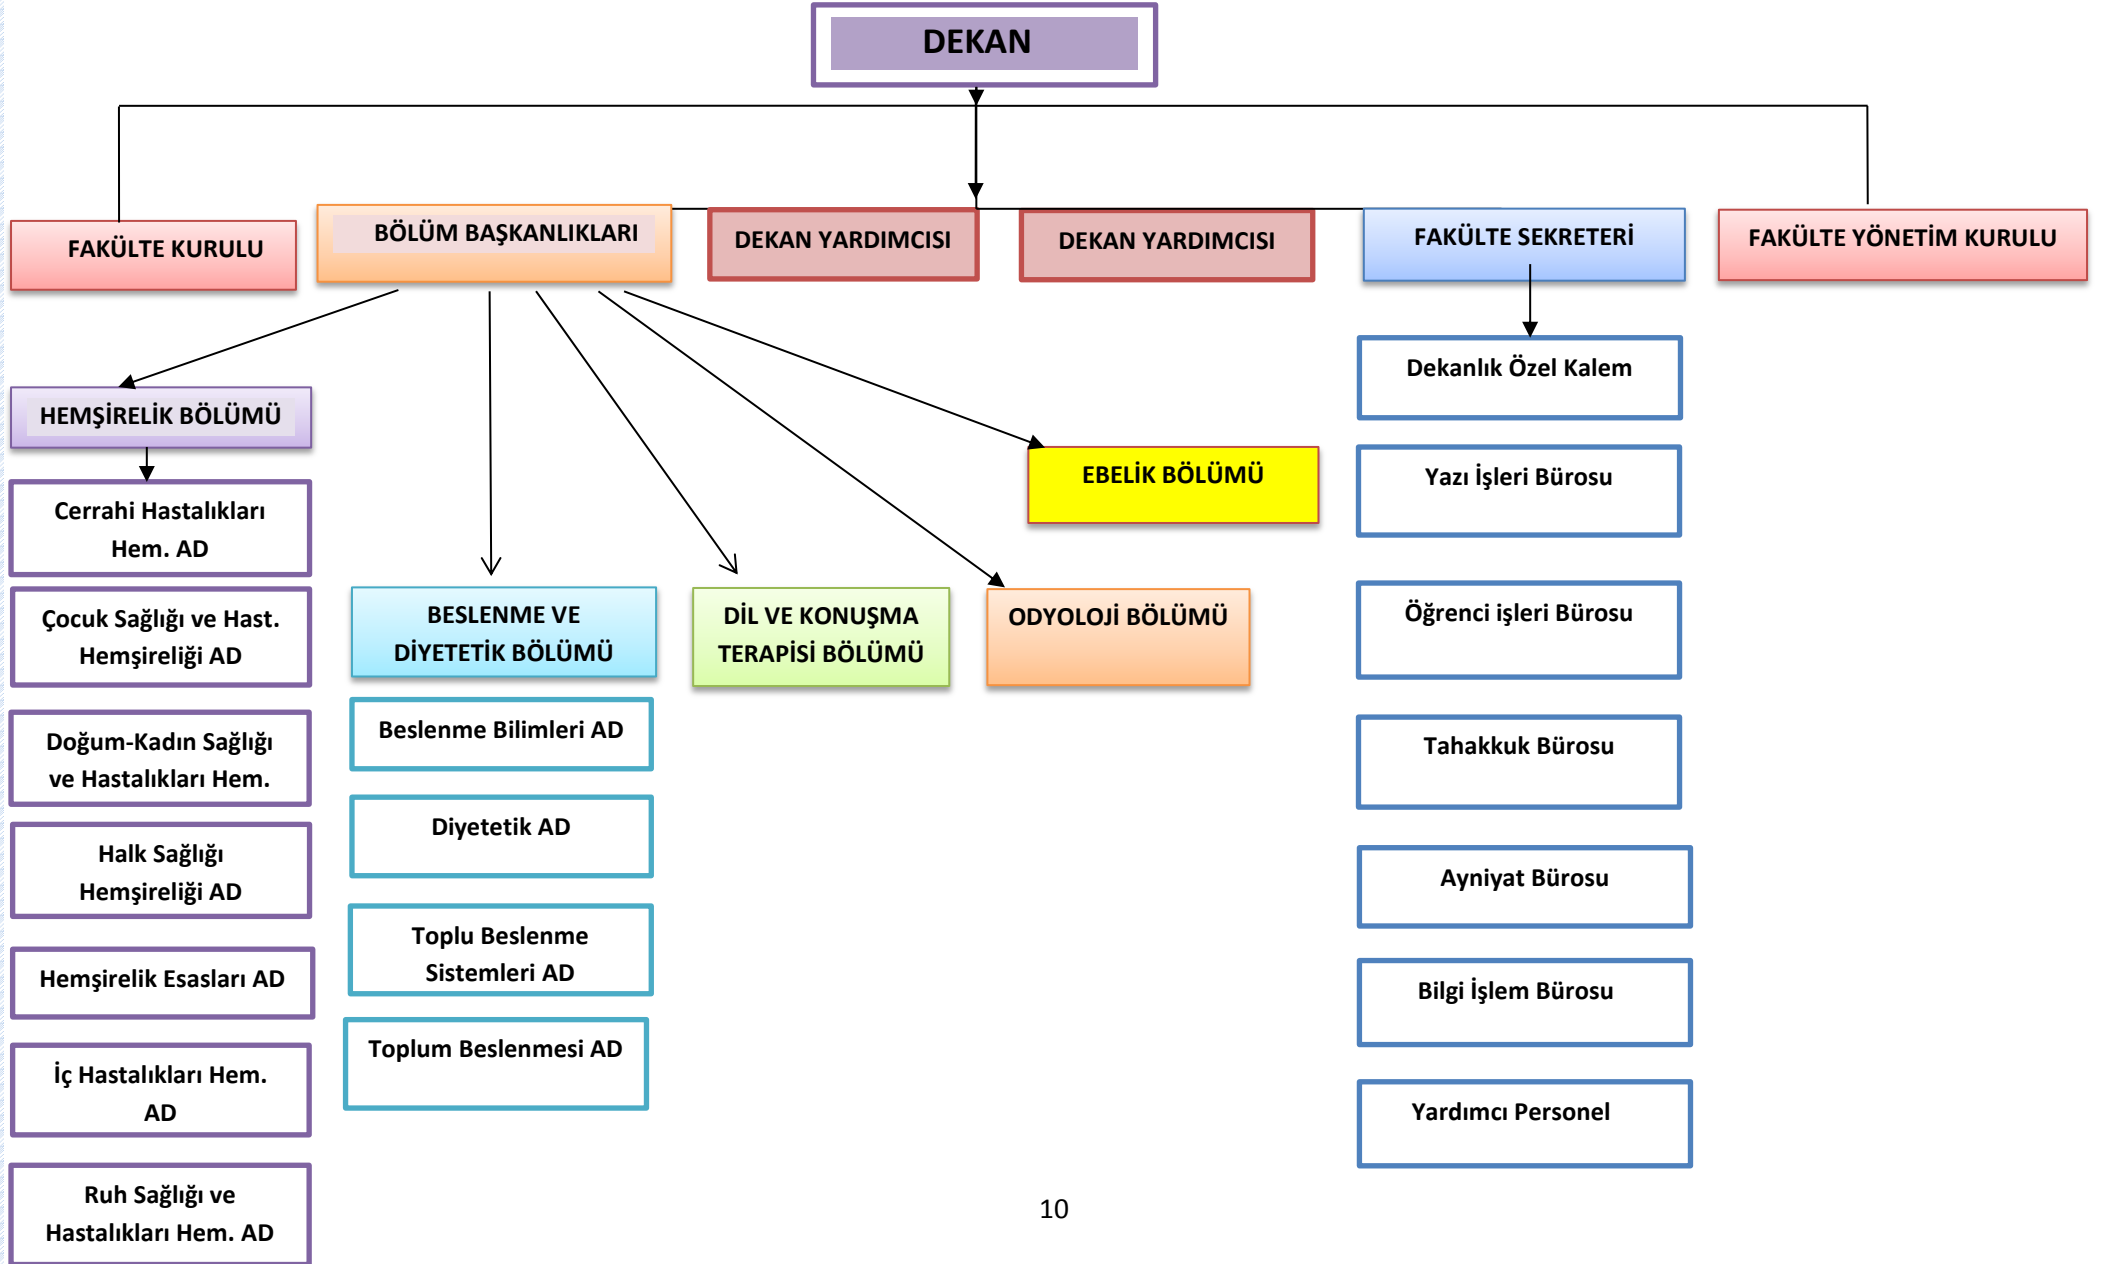 DEKAN
FAKÜLTE KURULU
BÖLÜM BAŞKANLIKLARI
DEKAN YARDIMCISI
DEKAN YARDIMCISI
FAKÜLTE SEKRETERİ
FAKÜLTE YÖNETİM KURULU
HEMŞİRELİK BÖLÜMÜ
Cerrahi Hastalıkları
Hem. AD
Çocuk Sağlığı ve Hast.
Hemşireliği AD
Doğum-Kadın Sağlığı
ve Hastalıkları Hem.
Halk Sağlığı
Hemşireliği AD
Hemşirelik Esasları AD
İç Hastalıkları Hem.
AD
Ruh Sağlığı ve
Hastalıkları Hem. AD
BESLENME VE
DİYETETİK BÖLÜMÜ
Beslenme Bilimleri AD
Diyetetik AD
Toplu Beslenme
Sistemleri AD
Toplum Beslenmesi AD
DİL VE KONUŞMA
TERAPİSİ BÖLÜMÜ
ODYOLOJİ BÖLÜMÜ
EBELİK BÖLÜMÜ
Dekanlık Özel Kalem
Yazı İşleri Bürosu
Öğrenci işleri Bürosu
Tahakkuk Bürosu
Ayniyat Bürosu
Bilgi İşlem Bürosu
Yardımcı Personel
10